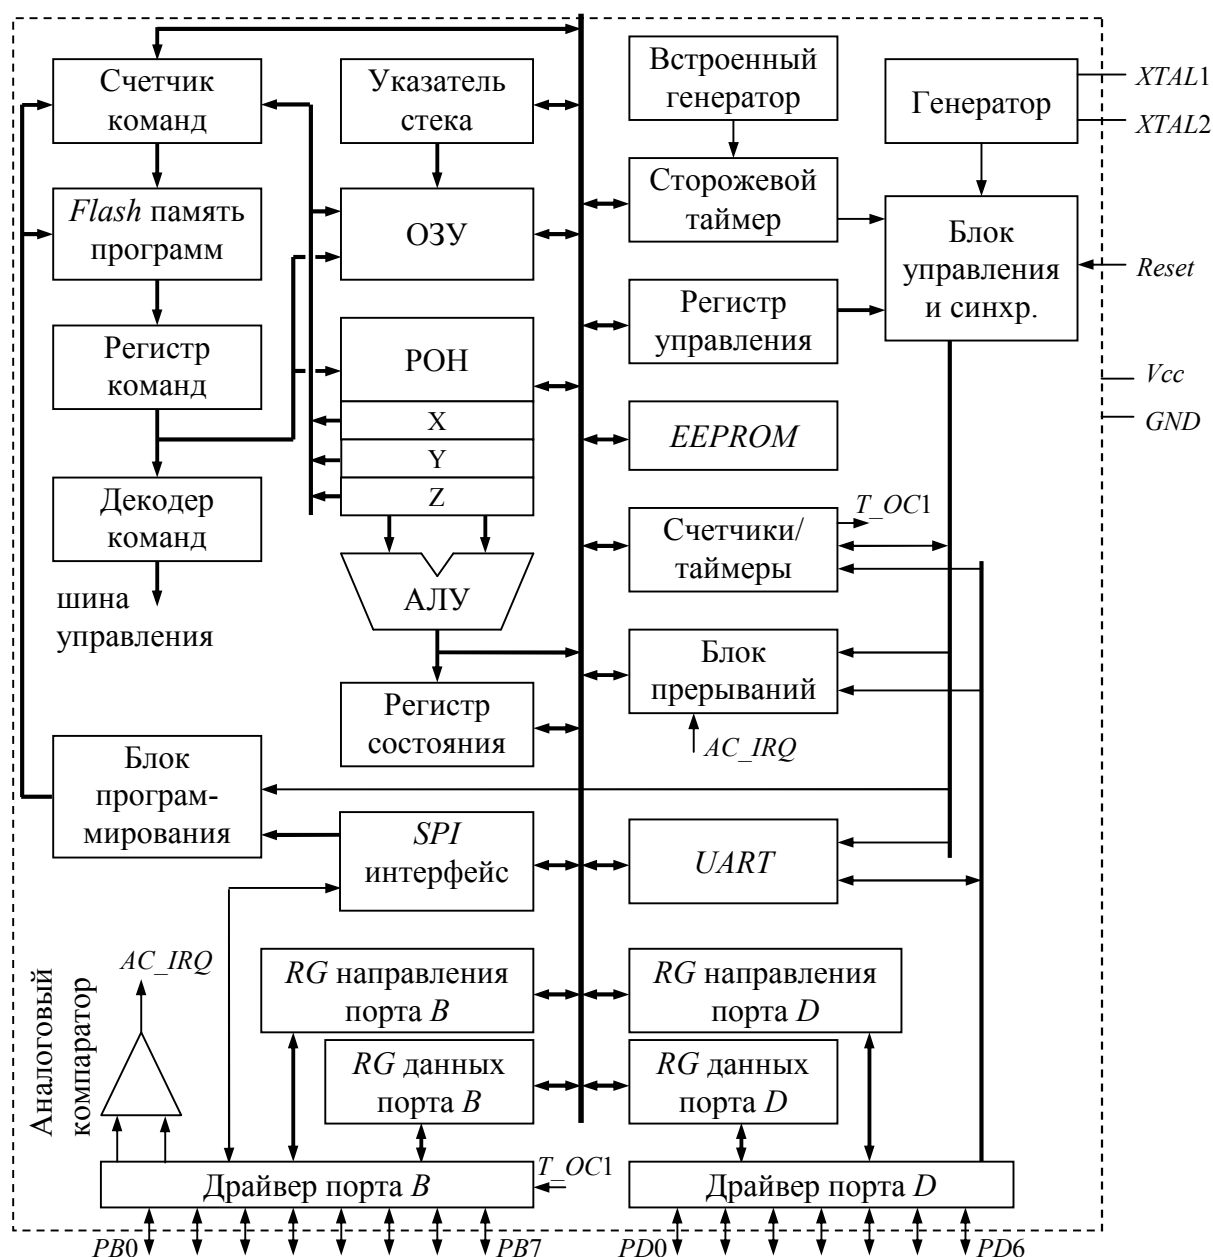 Счетчик
команд
Указатель
стека
Встроенный
генератор
Генератор
XTAL1
XTAL2
Flash память
программ
ОЗУ
Сторожевой
таймер
Блок
управления
и синхр.
Reset
Регистр
команд
РОН
X
Y
Z
Регистр
управления
Vcc
GND
EEPROM
Декодер
команд
шина
управления
АЛУ
Счетчики/
таймеры
T_OC1
Регистр
состояния
Блок
прерываний
AC_IRQ
Блок
програм-
мирования
SPI
интерфейс
UART
Аналоговый
компаратор
AC_IRQ
RG направления
порта B
RG направления
порта D
RG данных
порта B
RG данных
порта D
Драйвер порта B
T_OC1
Драйвер порта D
PB0
PB7
PD0
PD6